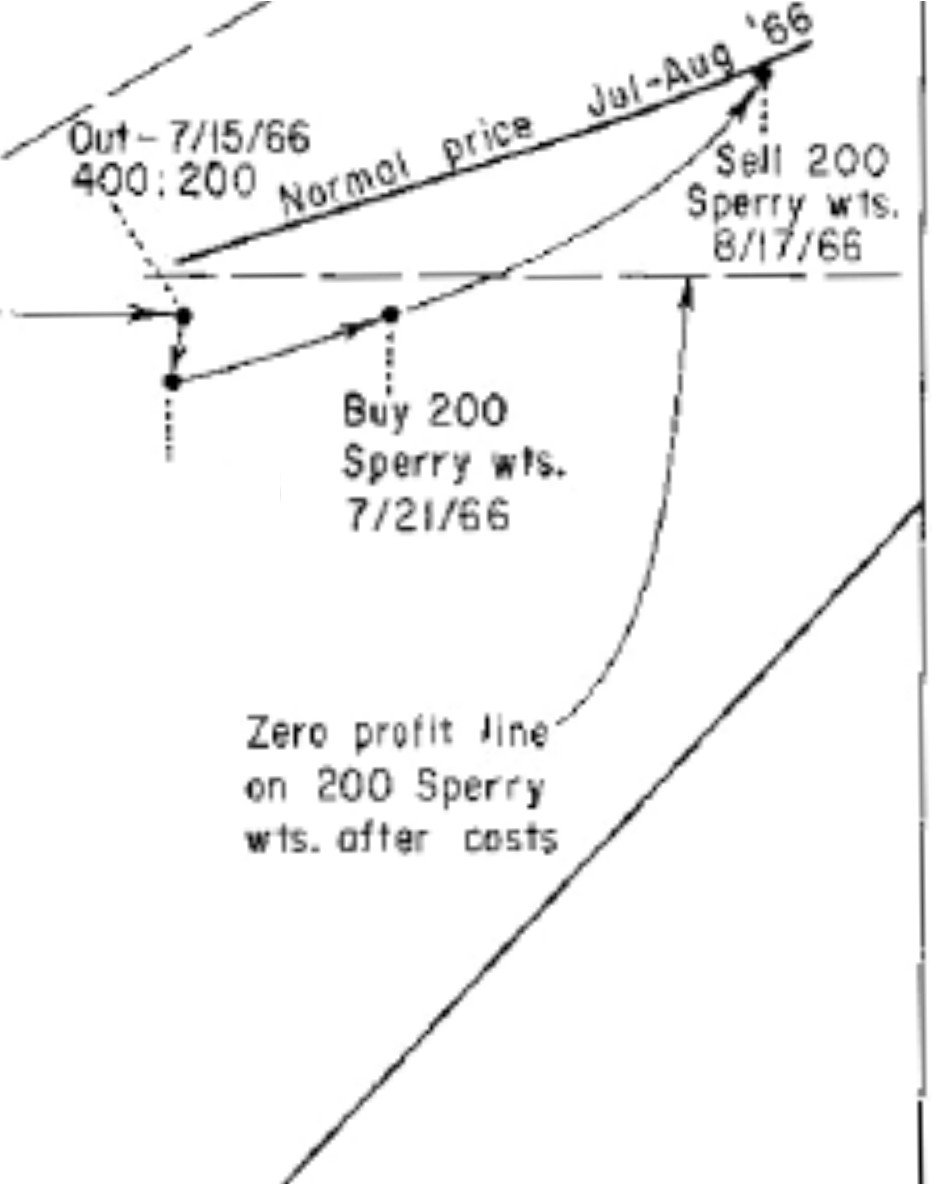 Out - 7/15/66
400:200
Normal price Jul-Aug '66
Sell 200
Sperry wts.
8/17/66
Buy 200
Sperry wts.
7/21/66
Zero profit line
on 200 Sperry
wts. after costs